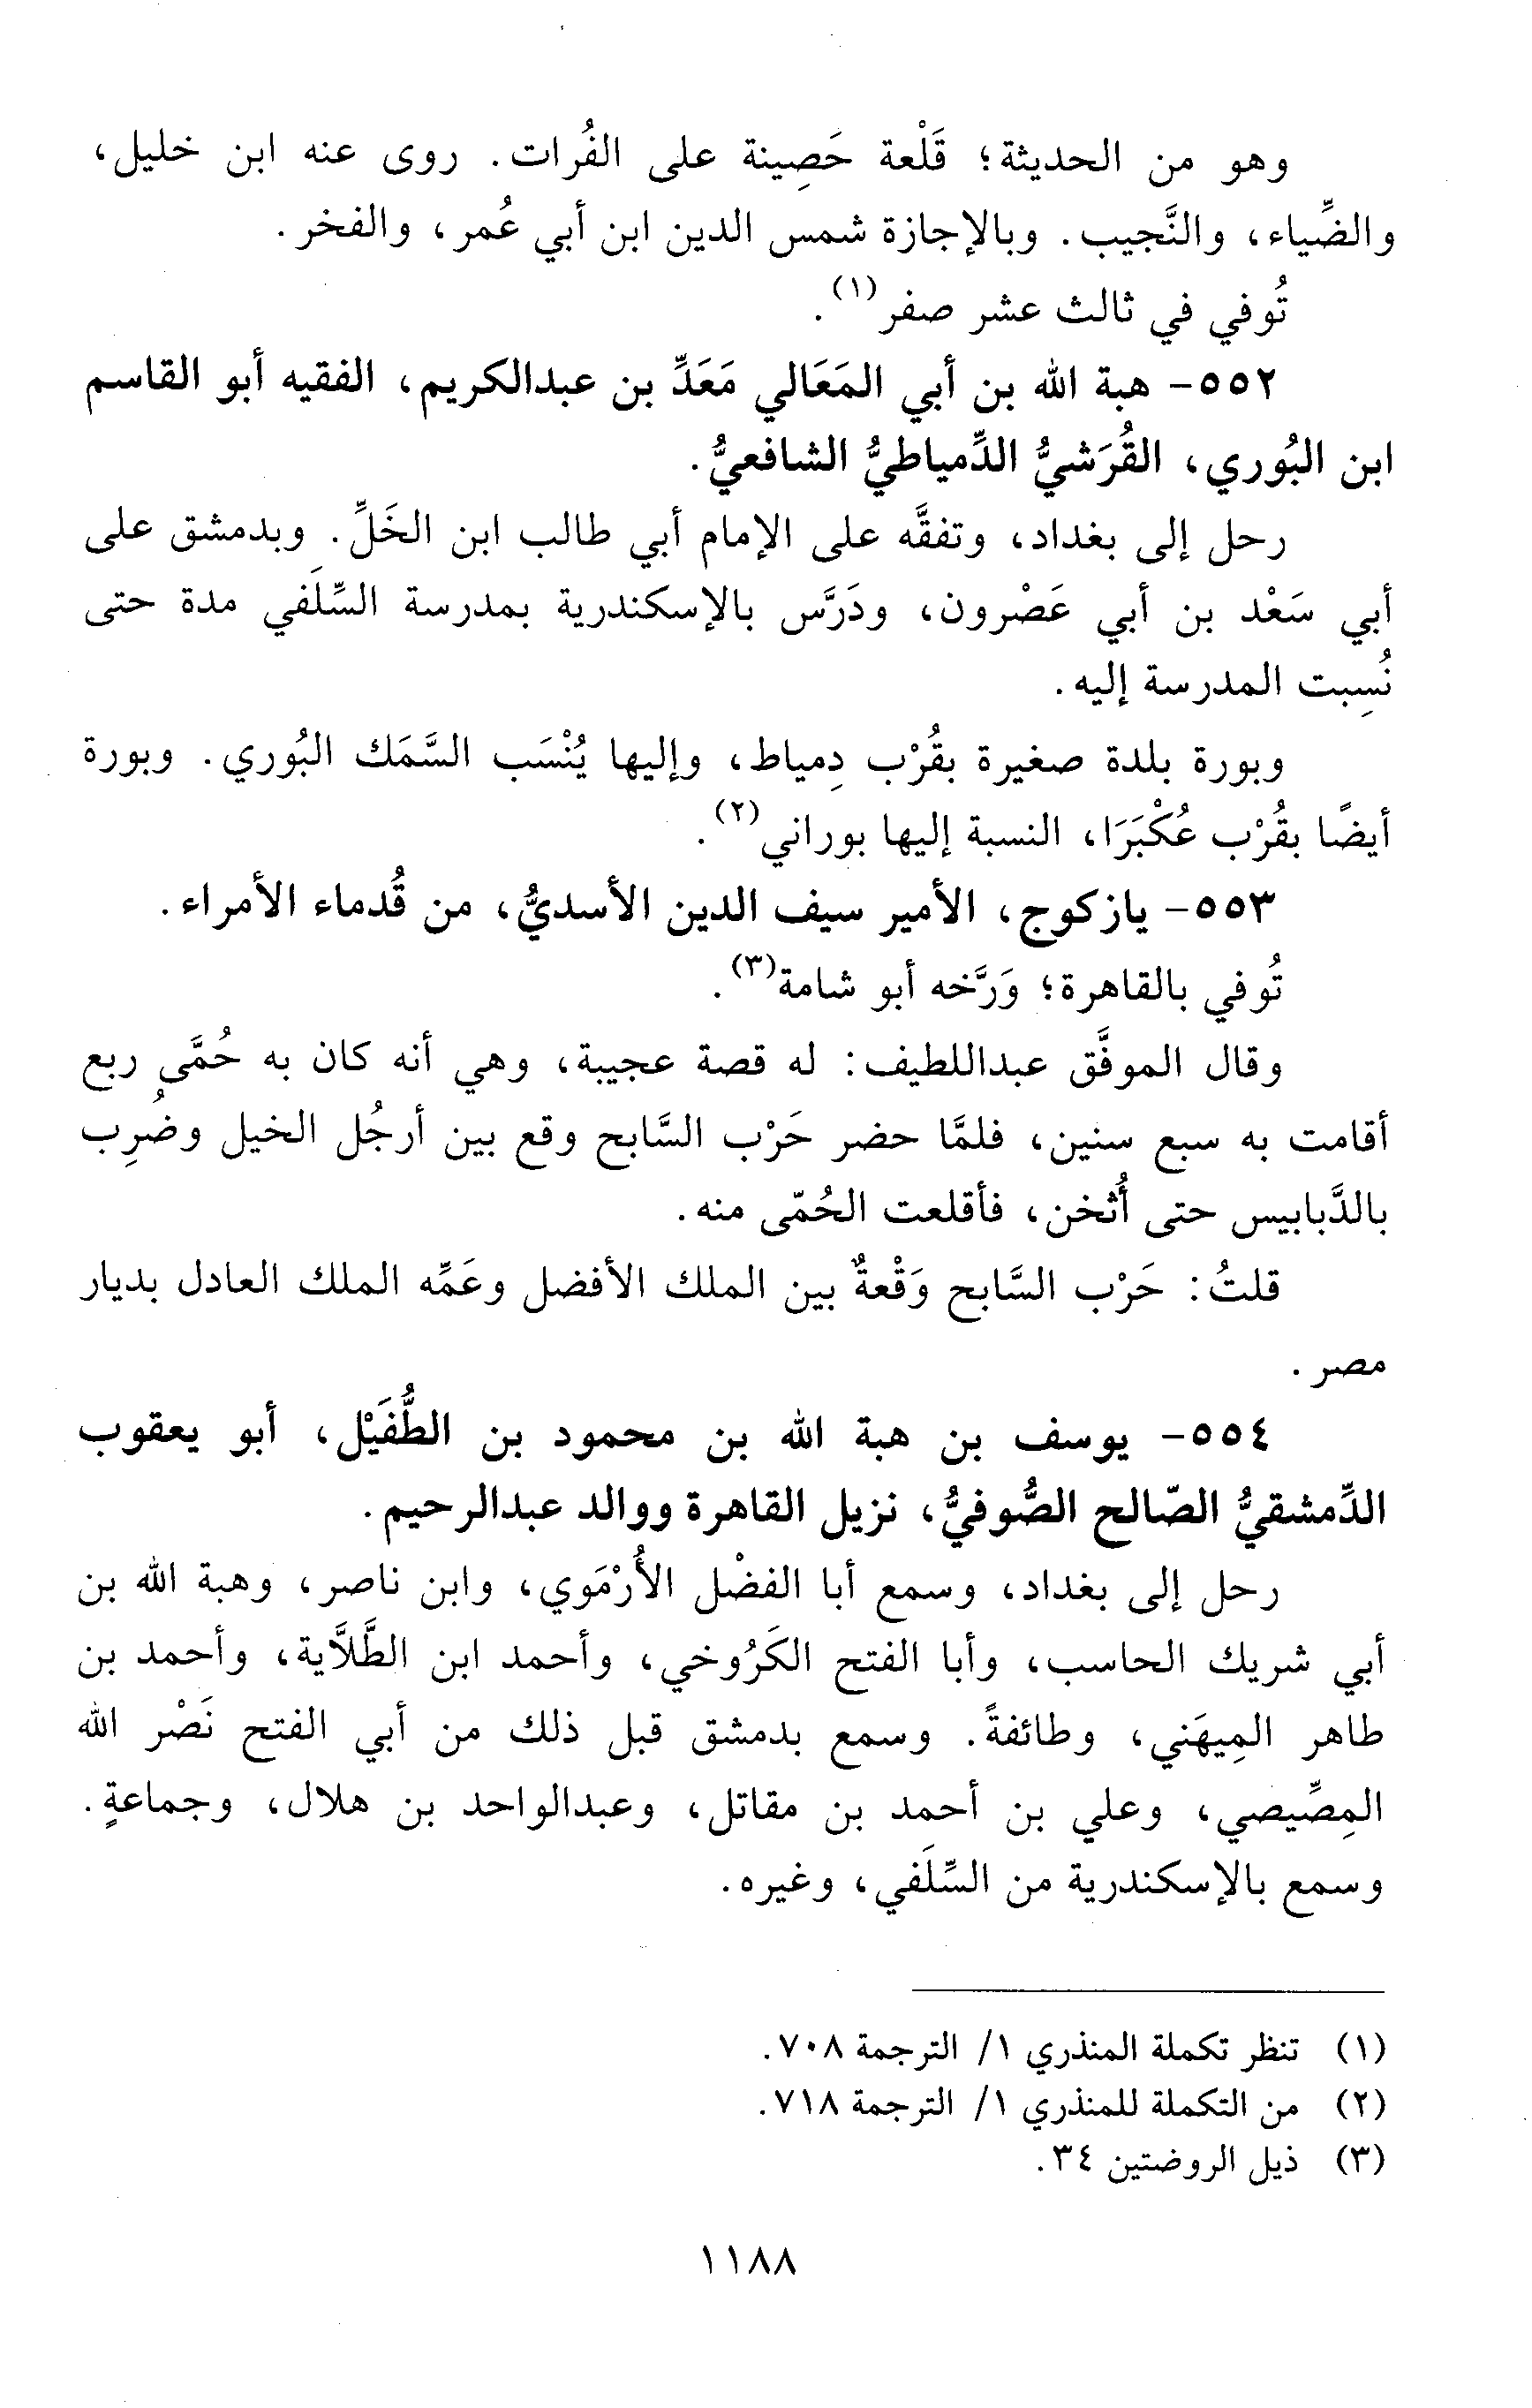 وهو من الحديثة؛ قَلْعة حَصِينة على الفُرات. روى عنه ابن خليل،
والضِّياء، والنَّجيب. وبالإجازة شمس الدين ابن أبي عُمر، والفخر.
تُوفي في ثالث عشر صفر(١).
٥٥٢- هبة الله بن أبي المَعَالي مَعَدِّ بن عبدالكريم، الفقيه أبو القاسم
ابن البُوري، القُرَشيُّ الدِّمياطيُّ الشافعيُّ.
رحل إلى بغداد، وتفقَّه على الإمام أبي طالب ابن الخَلِّ. وبدمشق على
أبي سَعْد بن أبي عَصْرون، ودَرَّس بالإسكندرية بمدرسة السِّلَفي مدة حتى
نُسِبت المدرسة إليه.
وبورة بلدة صغيرة بقُرْب دِمياط، وإليها يُنْسَب السَّمَك البُوري. وبورة
أيضًا بقُرْب عُكْبَرَا، النسبة إليها بوراني(٢).
٥٥٣- يازكوج، الأمير سيف الدين الأسديُّ، من قُدماء الأمراء.
تُوفي بالقاهرة؛ وَرَّخه أبو شامة(٣).
وقال الموفَّق عبداللطيف: له قصة عجيبة، وهي أنه كان به حُمَّى ربع
أقامت به سبع سنين، فلمَّا حضر حَرْب السَّابح وقع بين أرجُل الخيل وضُرِب
بالدَّبابيس حتى أُثخن، فأقلعت الحُمّى منه.
قلتُ: حَرْب السَّابح وَقْعةٌ بين الملك الأفضل وعَمِّه الملك العادل بديار
مصر.
٥٥٤- يوسف بن هبة الله بن محمود بن الطُّفَيْل، أبو يعقوب
الدِّمشقيُّ الصّالح الصُّوفيُّ، نزيل القاهرة ووالد عبدالرحيم.
رحل إلى بغداد، وسمع أبا الفضْل الأُرْمَوي، وابن ناصر، وهبة الله بن
أبي شريك الحاسب، وأبا الفتح الكَرُوخي، وأحمد ابن الطَّلَّاية، وأحمد بن
طاهر المِيهَني، وطائفةً. وسمع بدمشق قبل ذلك من أبي الفتح نَصْر الله
المِصِّيصي، وعلي بن أحمد بن مقاتل، وعبدالواحد بن هلال، وجماعةٍ.
وسمع بالإسكندرية من السِّلَفي، وغيره.
(١) تنظر تكملة المنذري ١/ الترجمة ٧٠٨.
(٢) من التكملة للمنذري ١/ الترجمة ٧١٨.
(٣) ذيل الروضتين ٣٤.
١١٨٨